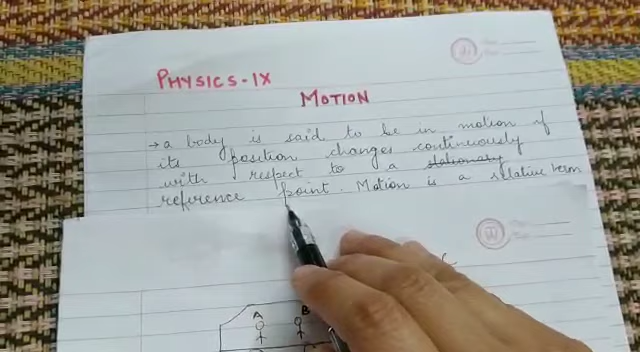 PHYSICS-IX
MOTION
→ a body is said to be in motion if
its position changes continuously
with respect to a stationary
reference point. Motion is a relative term
A B